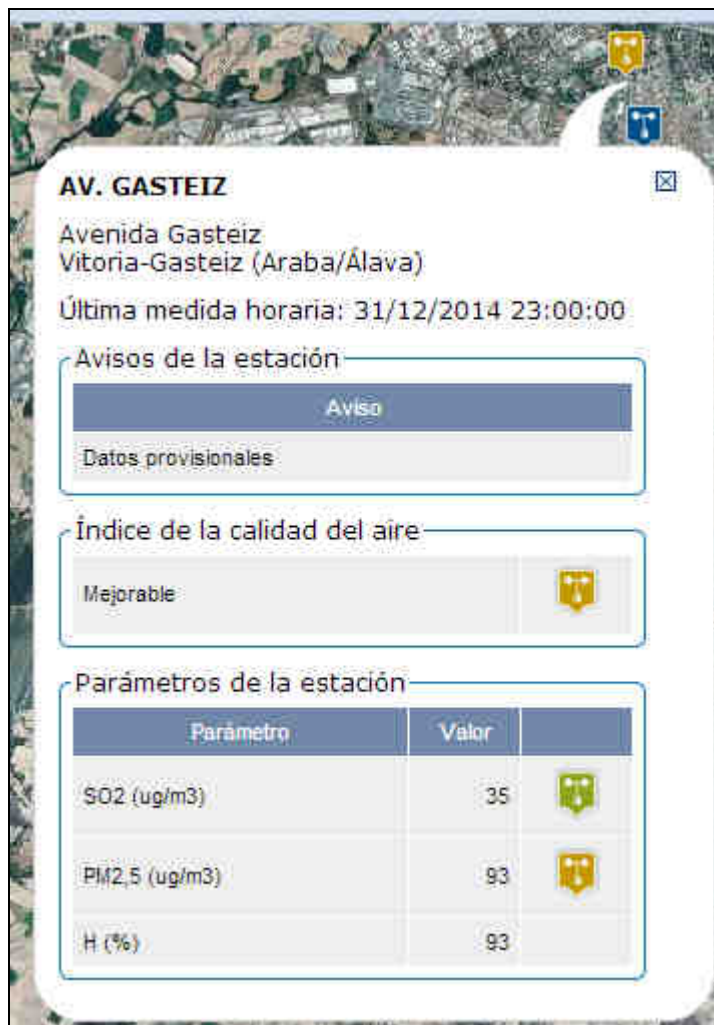 AV. GASTEIZ
Avenida Gasteiz
Vitoria-Gasteiz (Araba/Álava)
Última medida horaria: 31/12/2014 23:00:00
Avisos de la estación
Aviso
Datos provisionales
Índice de la calidad del aire
Mejorable
Parámetros de la estación
Parámetro Valor
SO2 (ug/m3) 35
PM2,5 (ug/m3) 93
H (%) 93